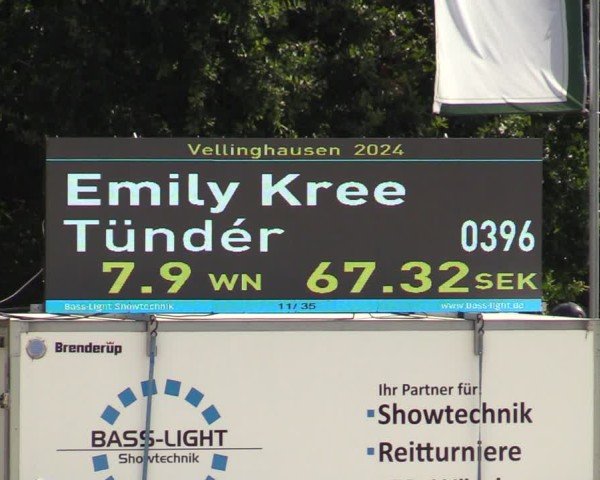 Vellinghausen 2024
Emily Kree
Tündér 0396
7.9 WN 67.32 SEK
Bass-Light Showtechnik 11/35 www.bass-light.de
Brenderup
BASS-LIGHT
Showtechnik
Ihr Partner für:
▪Showtechnik
▪Reitturniere